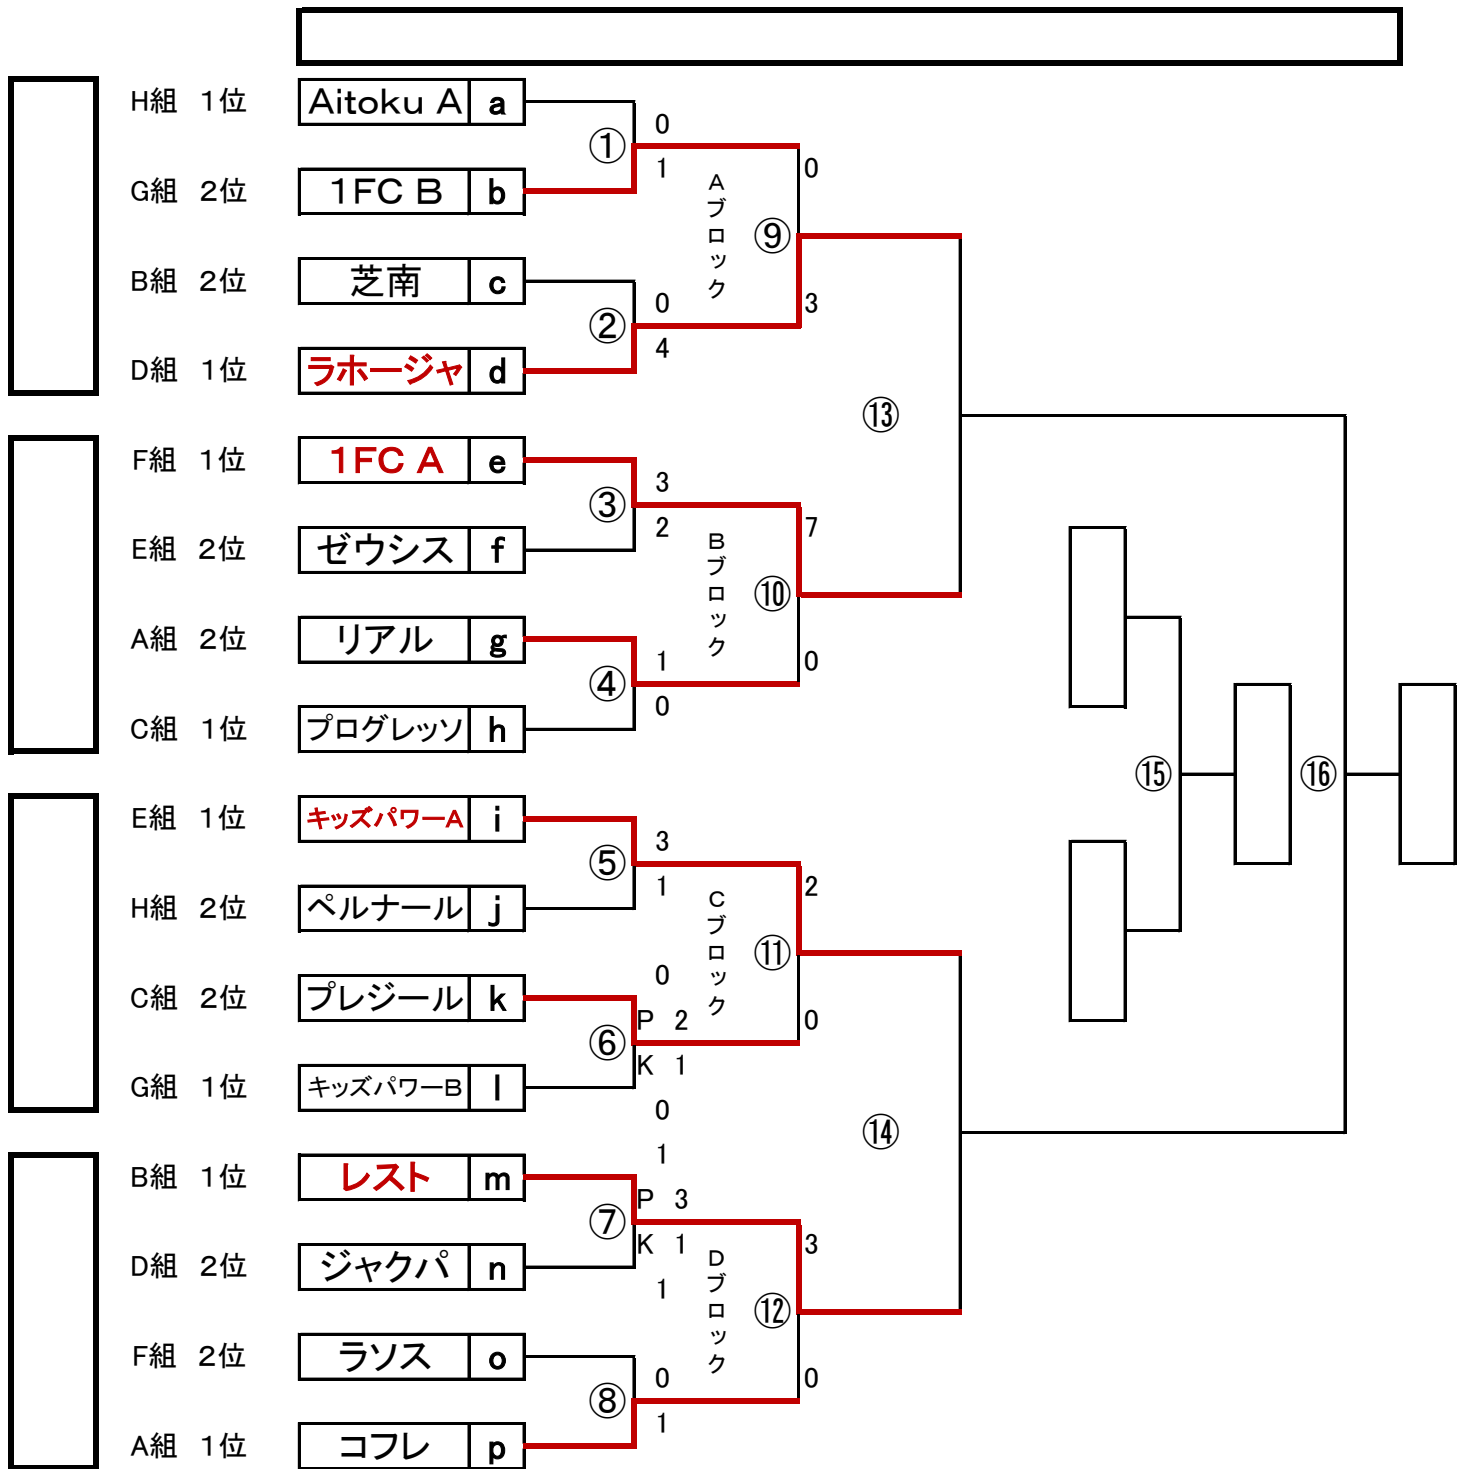 H組 1位 Aitoku A a
0
①
1
G組 2位 1FC B b
0
Aブロック
⑨
B組 2位 芝南 c
0
3
②
4
D組 1位 ラホージャ d
⑬
F組 1位 1FC A e
3
③
2
7
E組 2位 ゼウシス f
Bブロック
⑩
A組 2位 リアル g
1
0
④
0
C組 1位 プログレッソ h
⑮
⑯
E組 1位 キッズパワーA i
3
⑤
1
2
H組 2位 ペルナール j
Cブロック
⑪
0
C組 2位 プレジール k
P 2
0
⑥
K 1
G組 1位 キッズパワーB l
0
⑭
1
B組 1位 レスト m
P 3
⑦
K 1
3
D組 2位 ジャクパ n
1
Dブロック
⑫
F組 2位 ラソス o
0
0
⑧
1
A組 1位 コフレ p